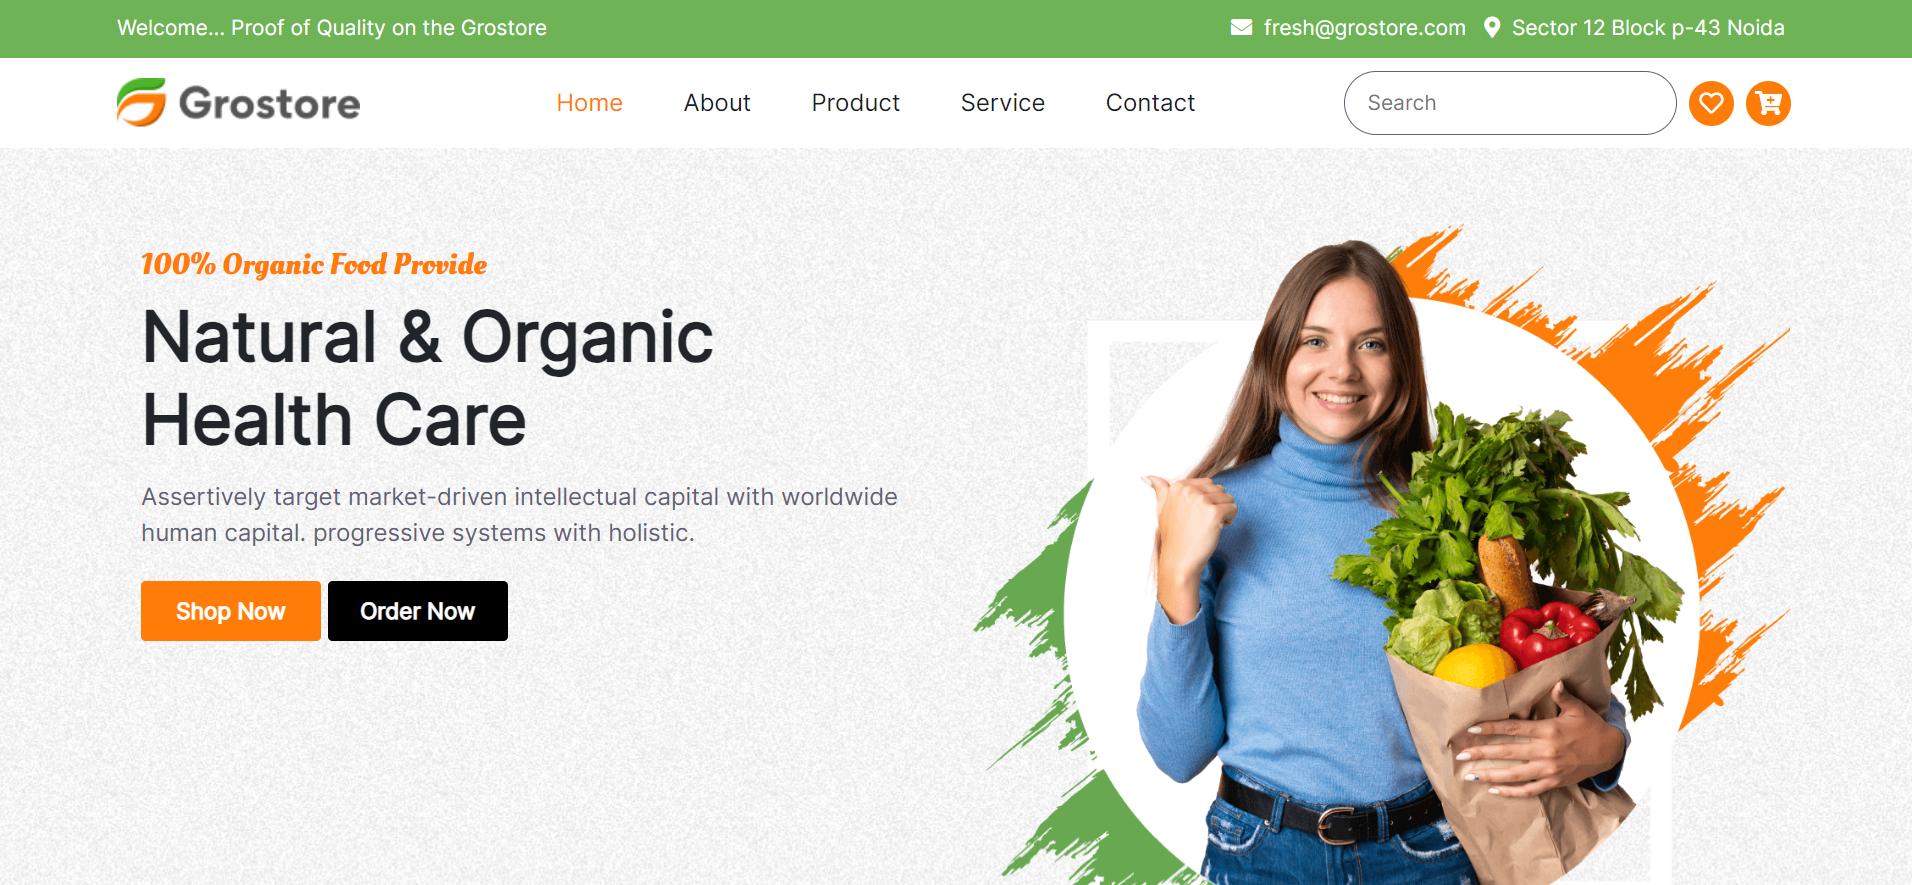 Welcome... Proof of Quality on the Grostore
fresh@grostore.com
Sector 12 Block p-43 Noida
Grostore
Home
About
Product
Service
Contact
Search
100% Organic Food Provide
Natural & Organic
Health Care
Assertively target market-driven intellectual capital with worldwide
human capital. progressive systems with holistic.
Shop Now
Order Now